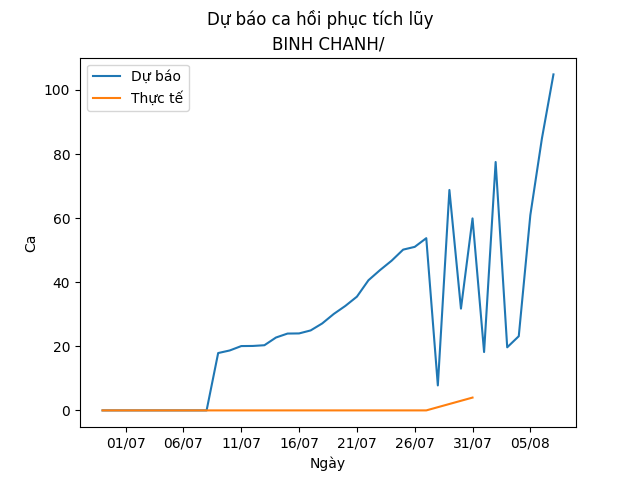 Dự báo ca hồi phục tích lũy
BINH CHANH/
Dự báo
Thực tế
100
80
60
40
20
0
Ca
01/07 06/07 11/07 16/07 21/07 26/07 31/07 05/08
Ngày